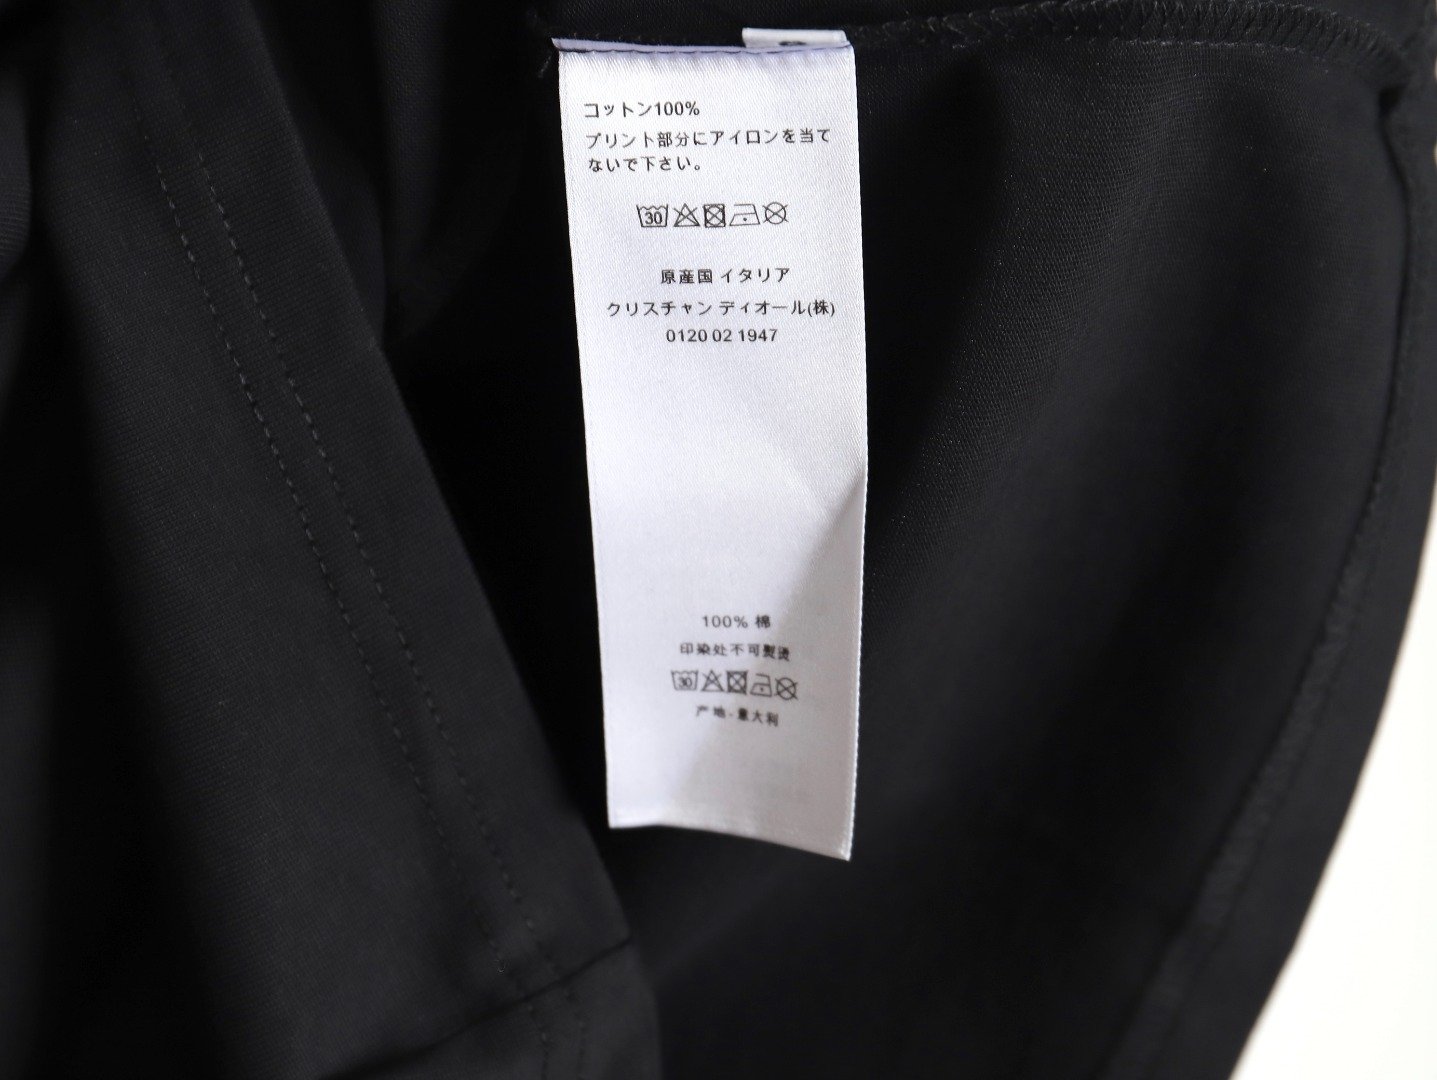 コットン100%
プリント部分にアイロンを当て
ないで下さい。
30
原産国 イタリア
クリスチャン ディオール(株)
0120 02 1947
100% 棉
印染处不可熨烫
30
产地·意大利